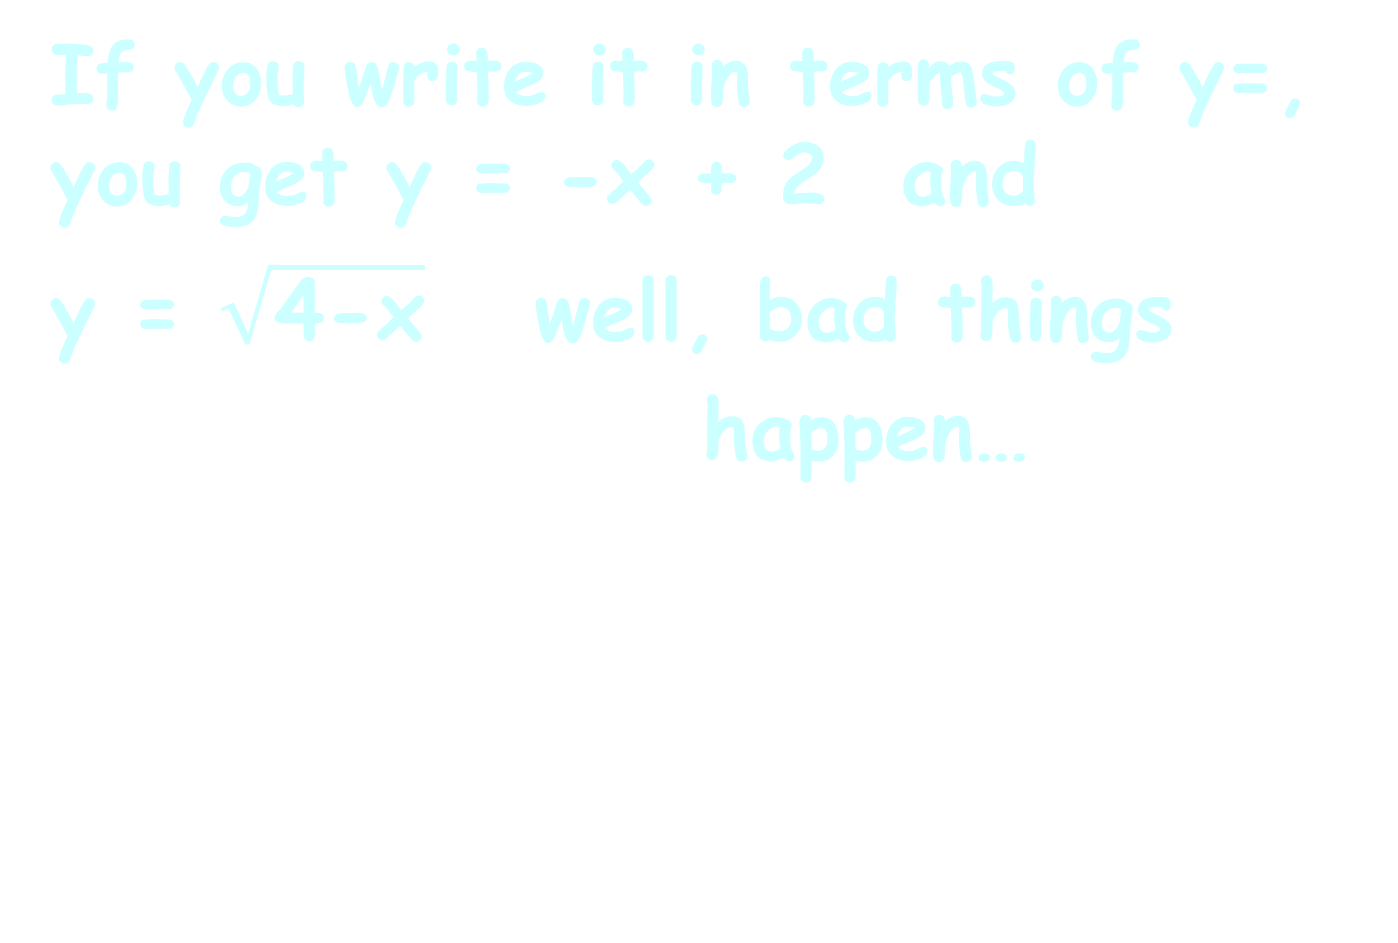 If you write it in terms of y=,
you get y = -x + 2 and
y = √4-x well, bad things
happen…